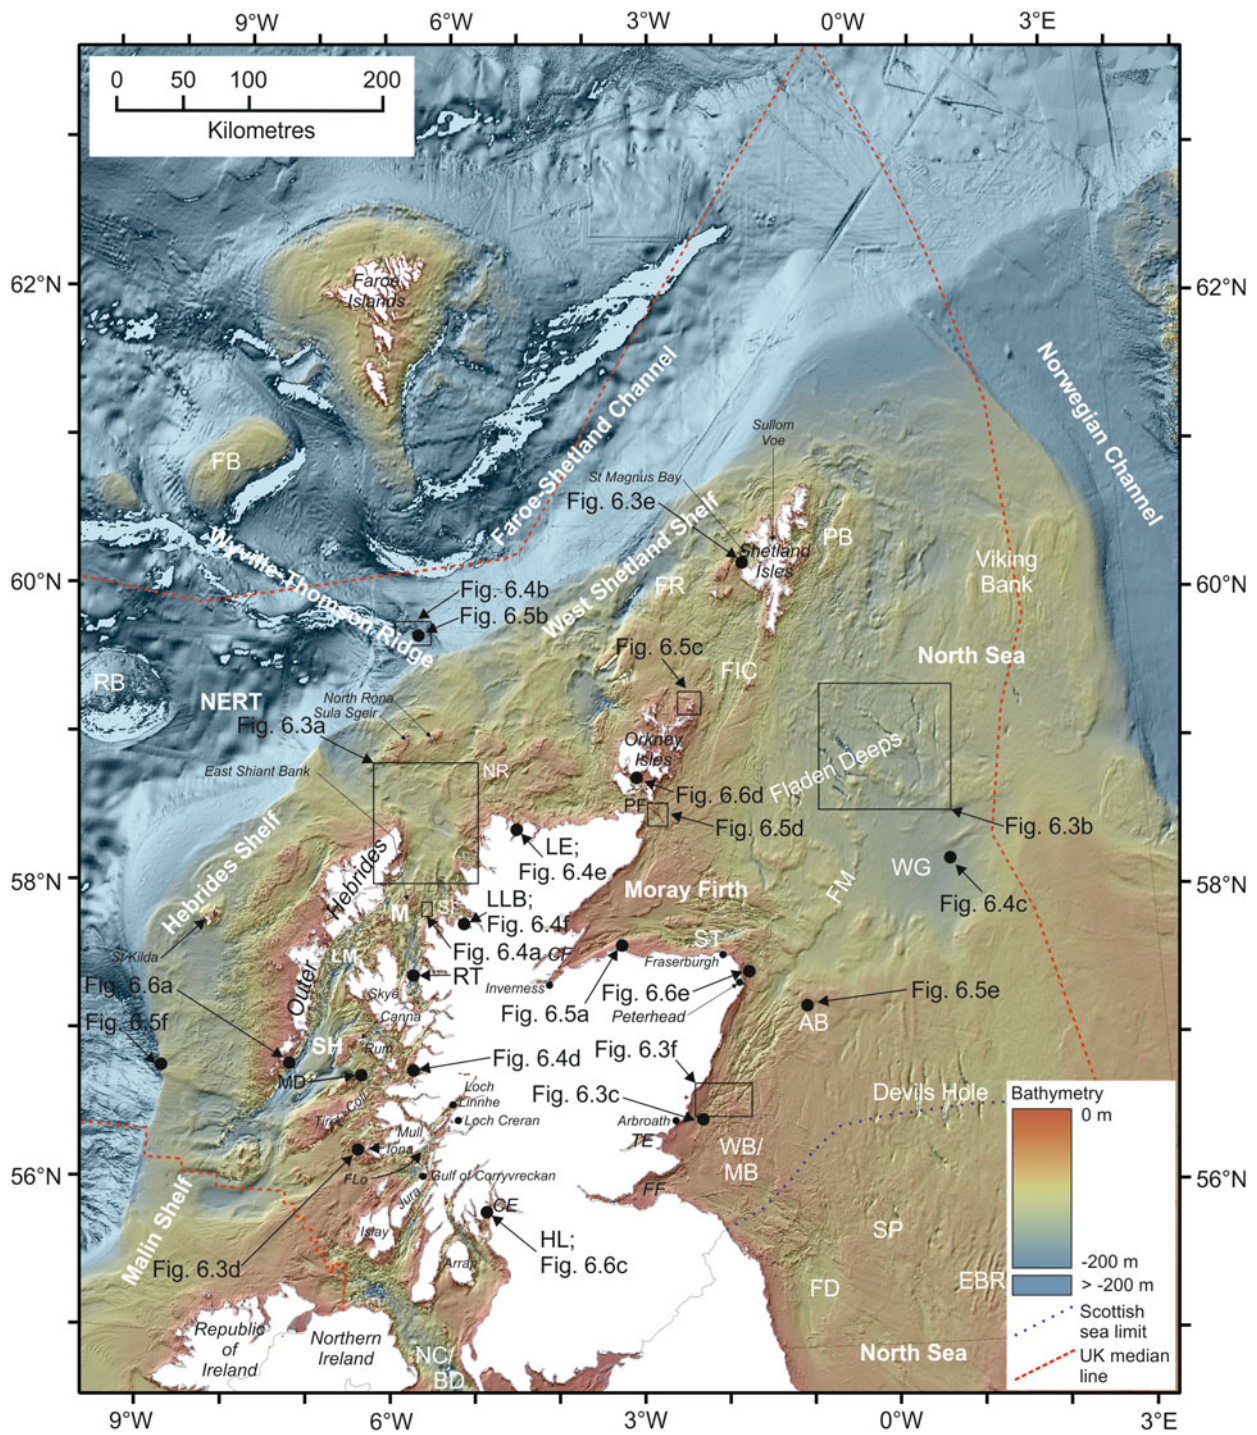 9°W 6°W 3°W 0°W 3°E
0 50 100 200
Kilometres
62°N
62°N
Faroe
Islands
Faroe-Shetland Channel
Norwegian Channel
FB
Sullom
Voe
St Magnus Bay
Fig. 6.3e
PB
Shetland
Isles
Viking
Bank
Wyville-Thomson Ridge
60°N
60°N
Fig. 6.4b
Fig. 6.5b
West Shetland Shelf
FR
Fig. 6.5c
FIC
North Sea
RB
NERT
North Rona
Sula Sgeir
Fig. 6.3a
East Shiant Bank
NR
Orkney
Isles
Fladen Deeps
PF
Fig. 6.6d
Fig. 6.5d
Fig. 6.3b
LE;
Fig. 6.4e
58°N
58°N
Hebrides Shelf
Outer Hebrides
Moray Firth
FM
WG
Fig. 6.4c
M
SI
LLB;
Fig. 6.4f
St Kilda
LM
Fig. 6.4a
CF
ST
Fraserburgh
Fig. 6.6a
RT
Skye
Inverness
Fig. 6.6e
Peterhead
Fig. 6.5e
Fig. 6.5f
Canna
Fig. 6.5a
AB
SH
Rum
Fig. 6.3f
MD
Fig. 6.4d
Tiree
Coll
Loch
Linnhe
Loch Creran
Fig. 6.3c
Arbroath
Devils Hole
Mull
Iona
TE
WB/
MB
56°N
56°N
FLo
Gulf of Corryvreckan
FF
Jura
CE
Malin Shelf
Islay
Fig. 6.3d
Arran
HL;
Fig. 6.6c
SP
FD
EBR
Republic
of
Ireland
Northern
Ireland
NC/
BD
North Sea
Bathymetry
0 m
-200 m
> -200 m
Scottish
sea limit
UK median
line
9°W 6°W 3°W 0°W 3°E